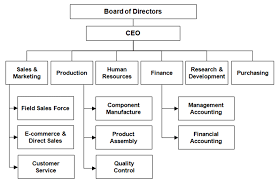 Board of Directors
CEO
Sales &
Marketing
Production
Human
Resources
Finance
Research &
Development
Purchasing
Field Sales Force
E-commerce &
Direct Sales
Customer
Service
Component
Manufacture
Product
Assembly
Quality
Control
Management
Accounting
Financial
Accounting